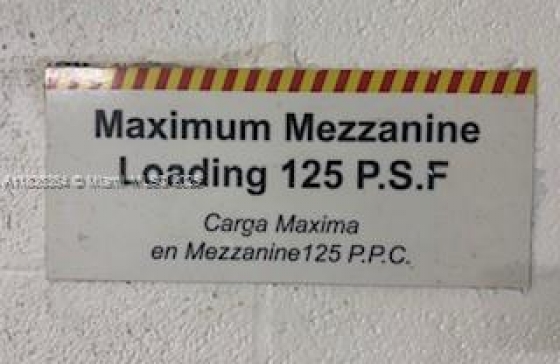 Maximum Mezzanine
Loading 125 P.S.F
Carga Maxima
en Mezzanine125 P.P.C.